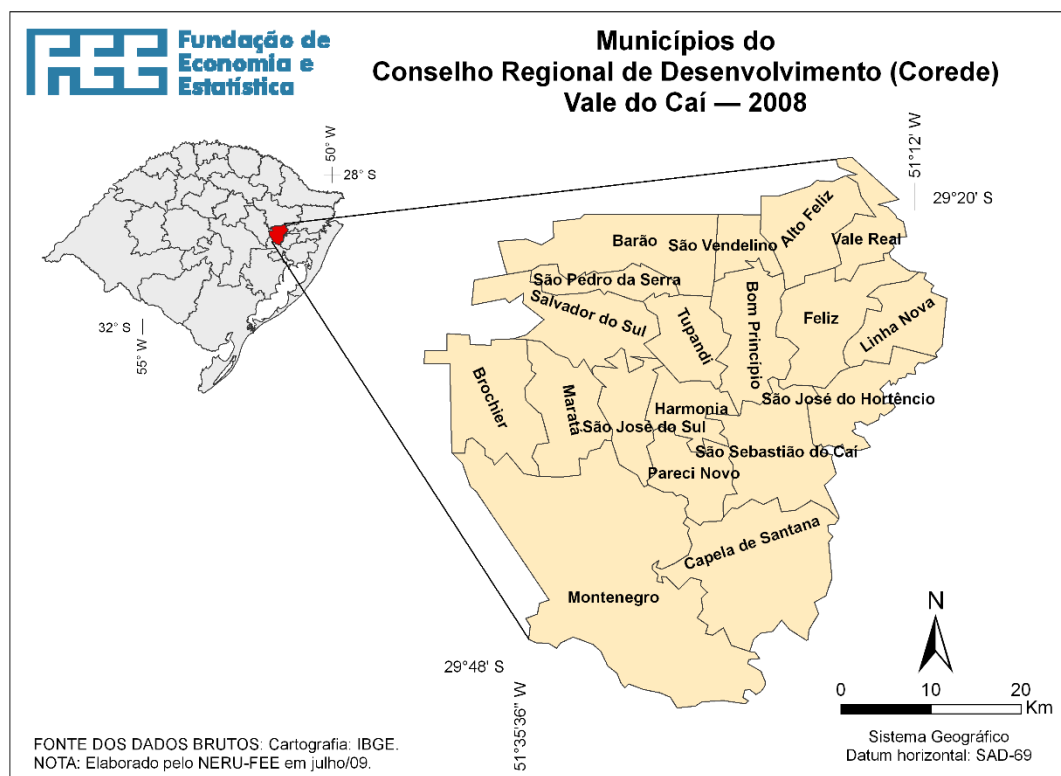 FEE
Fundação de
Economia e
Estatística
Municípios do
Conselho Regional de Desenvolvimento (Corede)
Vale do Caí — 2008
50° W
28° S
32° S
55° W
51°12' W
29°20' S
Alto Feliz
Barão
São Vendelino
Vale Real
São Pedro da Serra
Salvador do Sul
Tupandi
Bom Principio
Feliz
Linha Nova
Brochier
Maratá
São José do Hortêncio
Harmonia
São José do Sul
São Sebastião do Caí
Pareci Novo
Capela de Santana
Montenegro
29°48' S
51°35'36" W
N
0 10 20
Km
Sistema Geográfico
Datum horizontal: SAD-69
FONTE DOS DADOS BRUTOS: Cartografia: IBGE.
NOTA: Elaborado pelo NERU-FEE em julho/09.